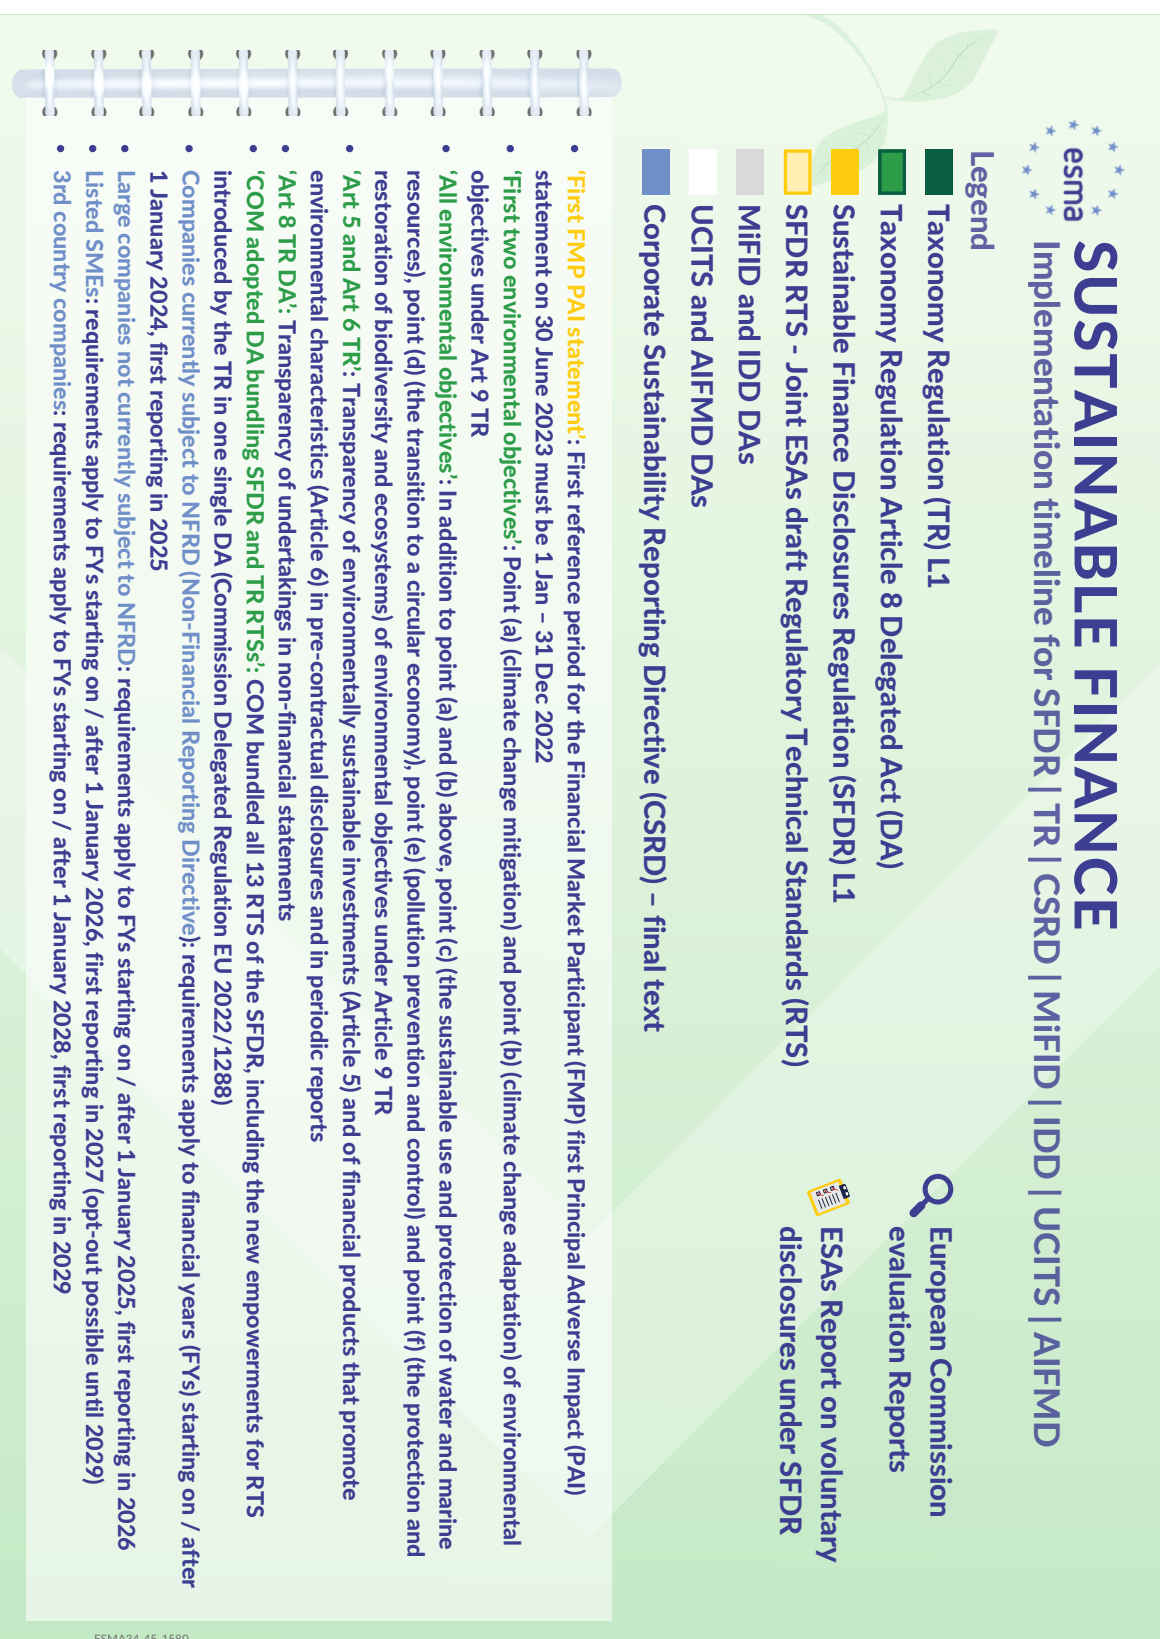 esma
SUSTAINABLE FINANCE
Implementation timeline for SFDR | TR | CSRD | MiFID | IDD | UCITS | AIFMD
Legend
Taxonomy Regulation (TR) L1
Taxonomy Regulation Article 8 Delegated Act (DA)
Sustainable Finance Disclosures Regulation (SFDR) L1
SFDR RTS - Joint ESAs draft Regulatory Technical Standards (RTS)
MiFID and IDD DAs
UCITS and AIFMD DAs
Corporate Sustainability Reporting Directive (CSRD) – final text
European Commission
evaluation Reports
ESAs Report on voluntary
disclosures under SFDR
• 'First FMP PAI statement': First reference period for the Financial Market Participant (FMP) first Principal Adverse Impact (PAI)
statement on 30 June 2023 must be 1 Jan – 31 Dec 2022
• 'First two environmental objectives': Point (a) (climate change mitigation) and point (b) (climate change adaptation) of environmental
objectives under Art 9 TR
• 'All environmental objectives': In addition to point (a) and (b) above, point (c) (the sustainable use and protection of water and marine
resources), point (d) (the transition to a circular economy), point (e) (pollution prevention and control) and point (f) (the protection and
restoration of biodiversity and ecosystems) of environmental objectives under Article 9 TR
• 'Art 5 and Art 6 TR': Transparency of environmentally sustainable investments (Article 5) and of financial products that promote
environmental characteristics (Article 6) in pre-contractual disclosures and in periodic reports
• 'Art 8 TR DA': Transparency of undertakings in non-financial statements
• 'COM adopted DA bundling SFDR and TR RTSs': COM bundled all 13 RTS of the SFDR, including the new empowerments for RTS
introduced by the TR in one single DA (Commission Delegated Regulation EU 2022/1288)
• Companies currently subject to NFRD (Non-Financial Reporting Directive): requirements apply to financial years (FYs) starting on / after
1 January 2024, first reporting in 2025
• Large companies not currently subject to NFRD: requirements apply to FYs starting on / after 1 January 2025, first reporting in 2026
• Listed SMEs: requirements apply to FYs starting on / after 1 January 2026, first reporting in 2027 (opt-out possible until 2029)
• 3rd country companies: requirements apply to FYs starting on / after 1 January 2028, first reporting in 2029
ESMA34-45-1580